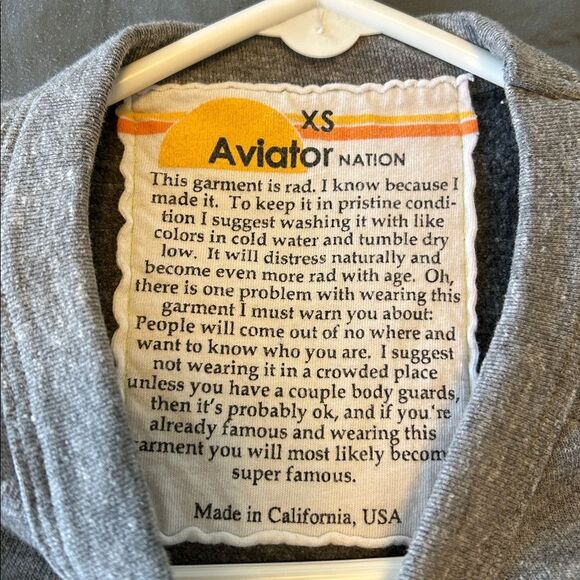 XS
Aviator NATION
This garment is rad. I know because I
made it. To keep it in pristine condi-
tion I suggest washing it with like
colors in cold water and tumble dry
low. It will distress naturally and
become even more rad with age. Oh,
there is one problem with wearing this
garment I must warn you about:
People will come out of no where and
want to know who you are. I suggest
not wearing it in a crowded place
unless you have a couple body guards,
then it's probably ok, and if you're
already famous and wearing this
garment you will most likely become
super famous.
Made in California, USA